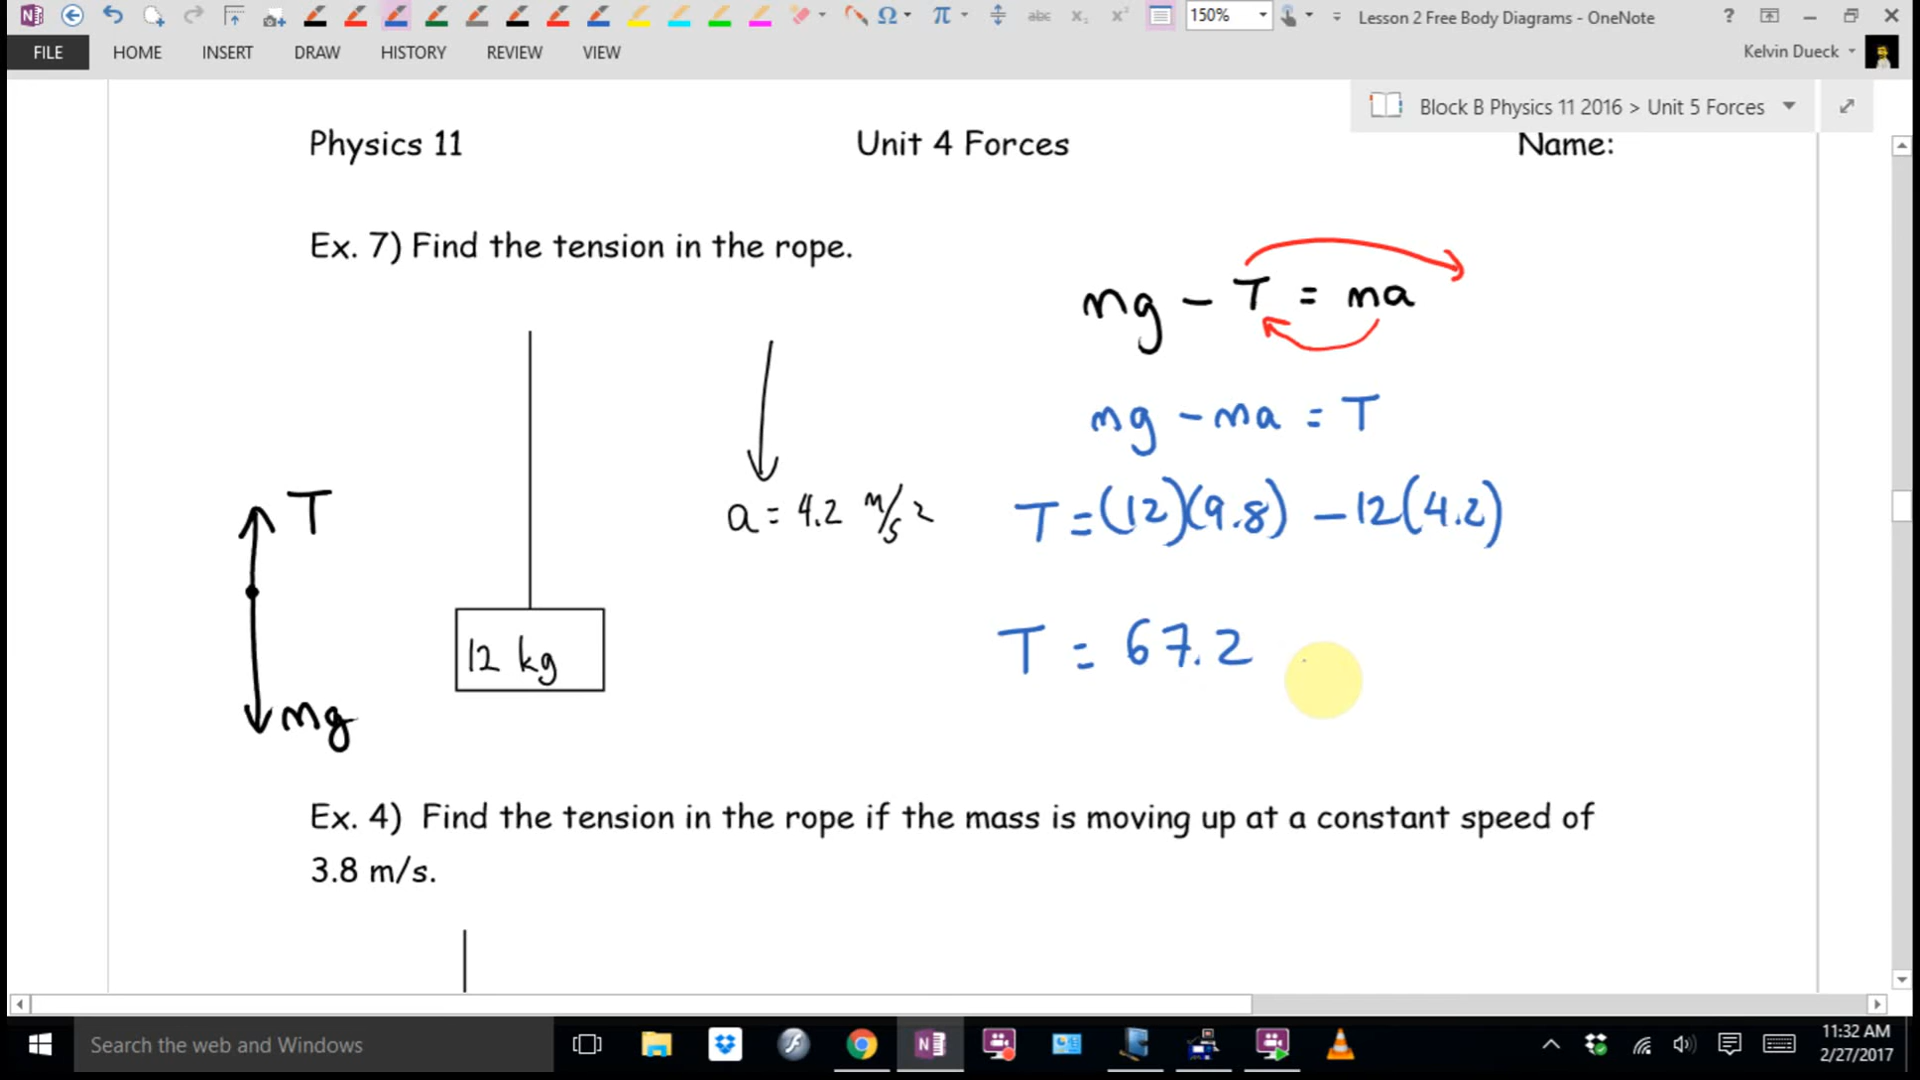 150%
Lesson 2 Free Body Diagrams - OneNote
FILE HOME INSERT DRAW HISTORY REVIEW VIEW
Kelvin Dueck
Block B Physics 11 2016 > Unit 5 Forces
Physics 11 Unit 4 Forces Name:
Ex. 7) Find the tension in the rope.
mg - T = ma
mg - ma = T
T
a = 4.2 m/s2
T = (12)(9.8) - 12(4.2)
12 kg
T = 67.2
mg
Ex. 4) Find the tension in the rope if the mass is moving up at a constant speed of
3.8 m/s.
Search the web and Windows
11:32 AM
2/27/2017